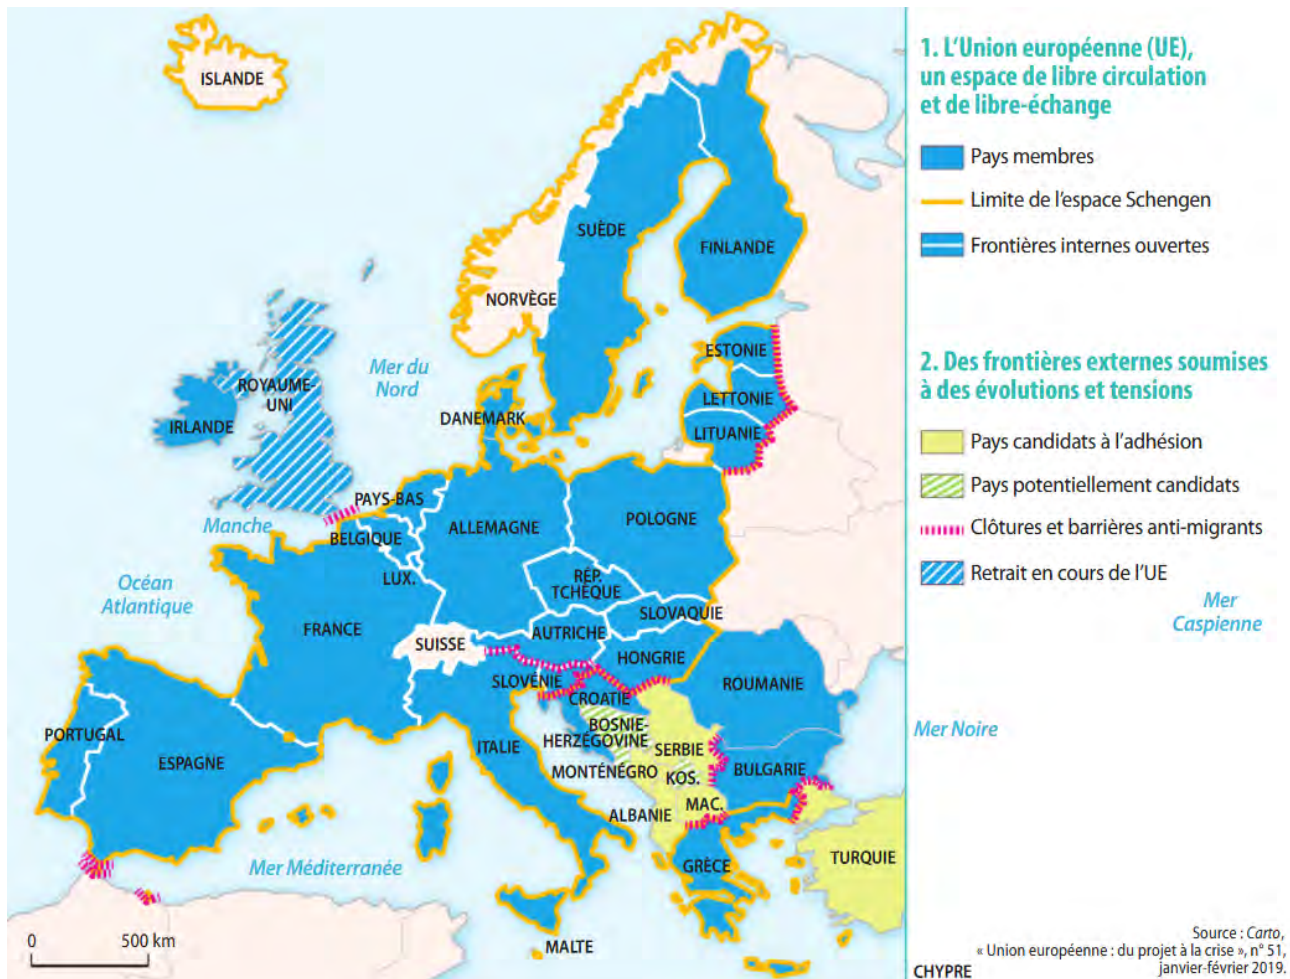 ISLANDE
SUÈDE
FINLANDE
NORVÈGE
ESTONIE
Mer du
Nord
ROYAUME-
UNI
LETTONIE
DANEMARK
IRLANDE
LITUANIE
PAYS-BAS
Manche
ALLEMAGNE
POLOGNE
BELGIQUE
Océan
Atlantique
LUX.
RÉP.
TCHÈQUE
SLOVAQUIE
FRANCE
AUTRICHE
SUISSE
HONGRIE
SLOVÉNIE
ROUMANIE
CROATIE
BOSNIE-
HERZÉGOVINE
PORTUGAL
ESPAGNE
ITALIE
SERBIE
MONTÉNÉGRO
KOS.
BULGARIE
ALBANIE
MAC.
Mer Méditerranée
GRÈCE
TURQUIE
MALTE
0 500 km
1. L'Union européenne (UE),
un espace de libre circulation
et de libre-échange
Pays membres
Limite de l'espace Schengen
Frontières internes ouvertes
2. Des frontières externes soumises
à des évolutions et tensions
Pays candidats à l'adhésion
Pays potentiellement candidats
Clôtures et barrières anti-migrants
Retrait en cours de l'UE
Mer
Caspienne
Mer Noire
Source : Carto,
« Union européenne : du projet à la crise », n° 51,
janvier-février 2019.
CHYPRE